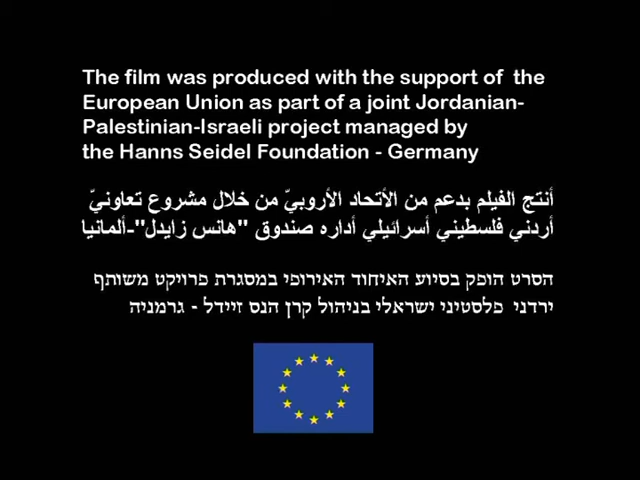 The film was produced with the support of the
European Union as part of a joint Jordanian-
Palestinian-Israeli project managed by
the Hanns Seidel Foundation - Germany
أنتج الفيلم بدعم من الأتحاد الأروبيّ من خلال مشروع تعاونيّ
أردني فلسطيني أسرائيلي أداره صندوق "هانس زايدل"-ألمانيا
הסרט הופק בסיוע האיחוד האירופי במסגרת פרויקט משותף
ירדני פלסטיני ישראלי בניהול קרן הנס זיידל - גרמניה